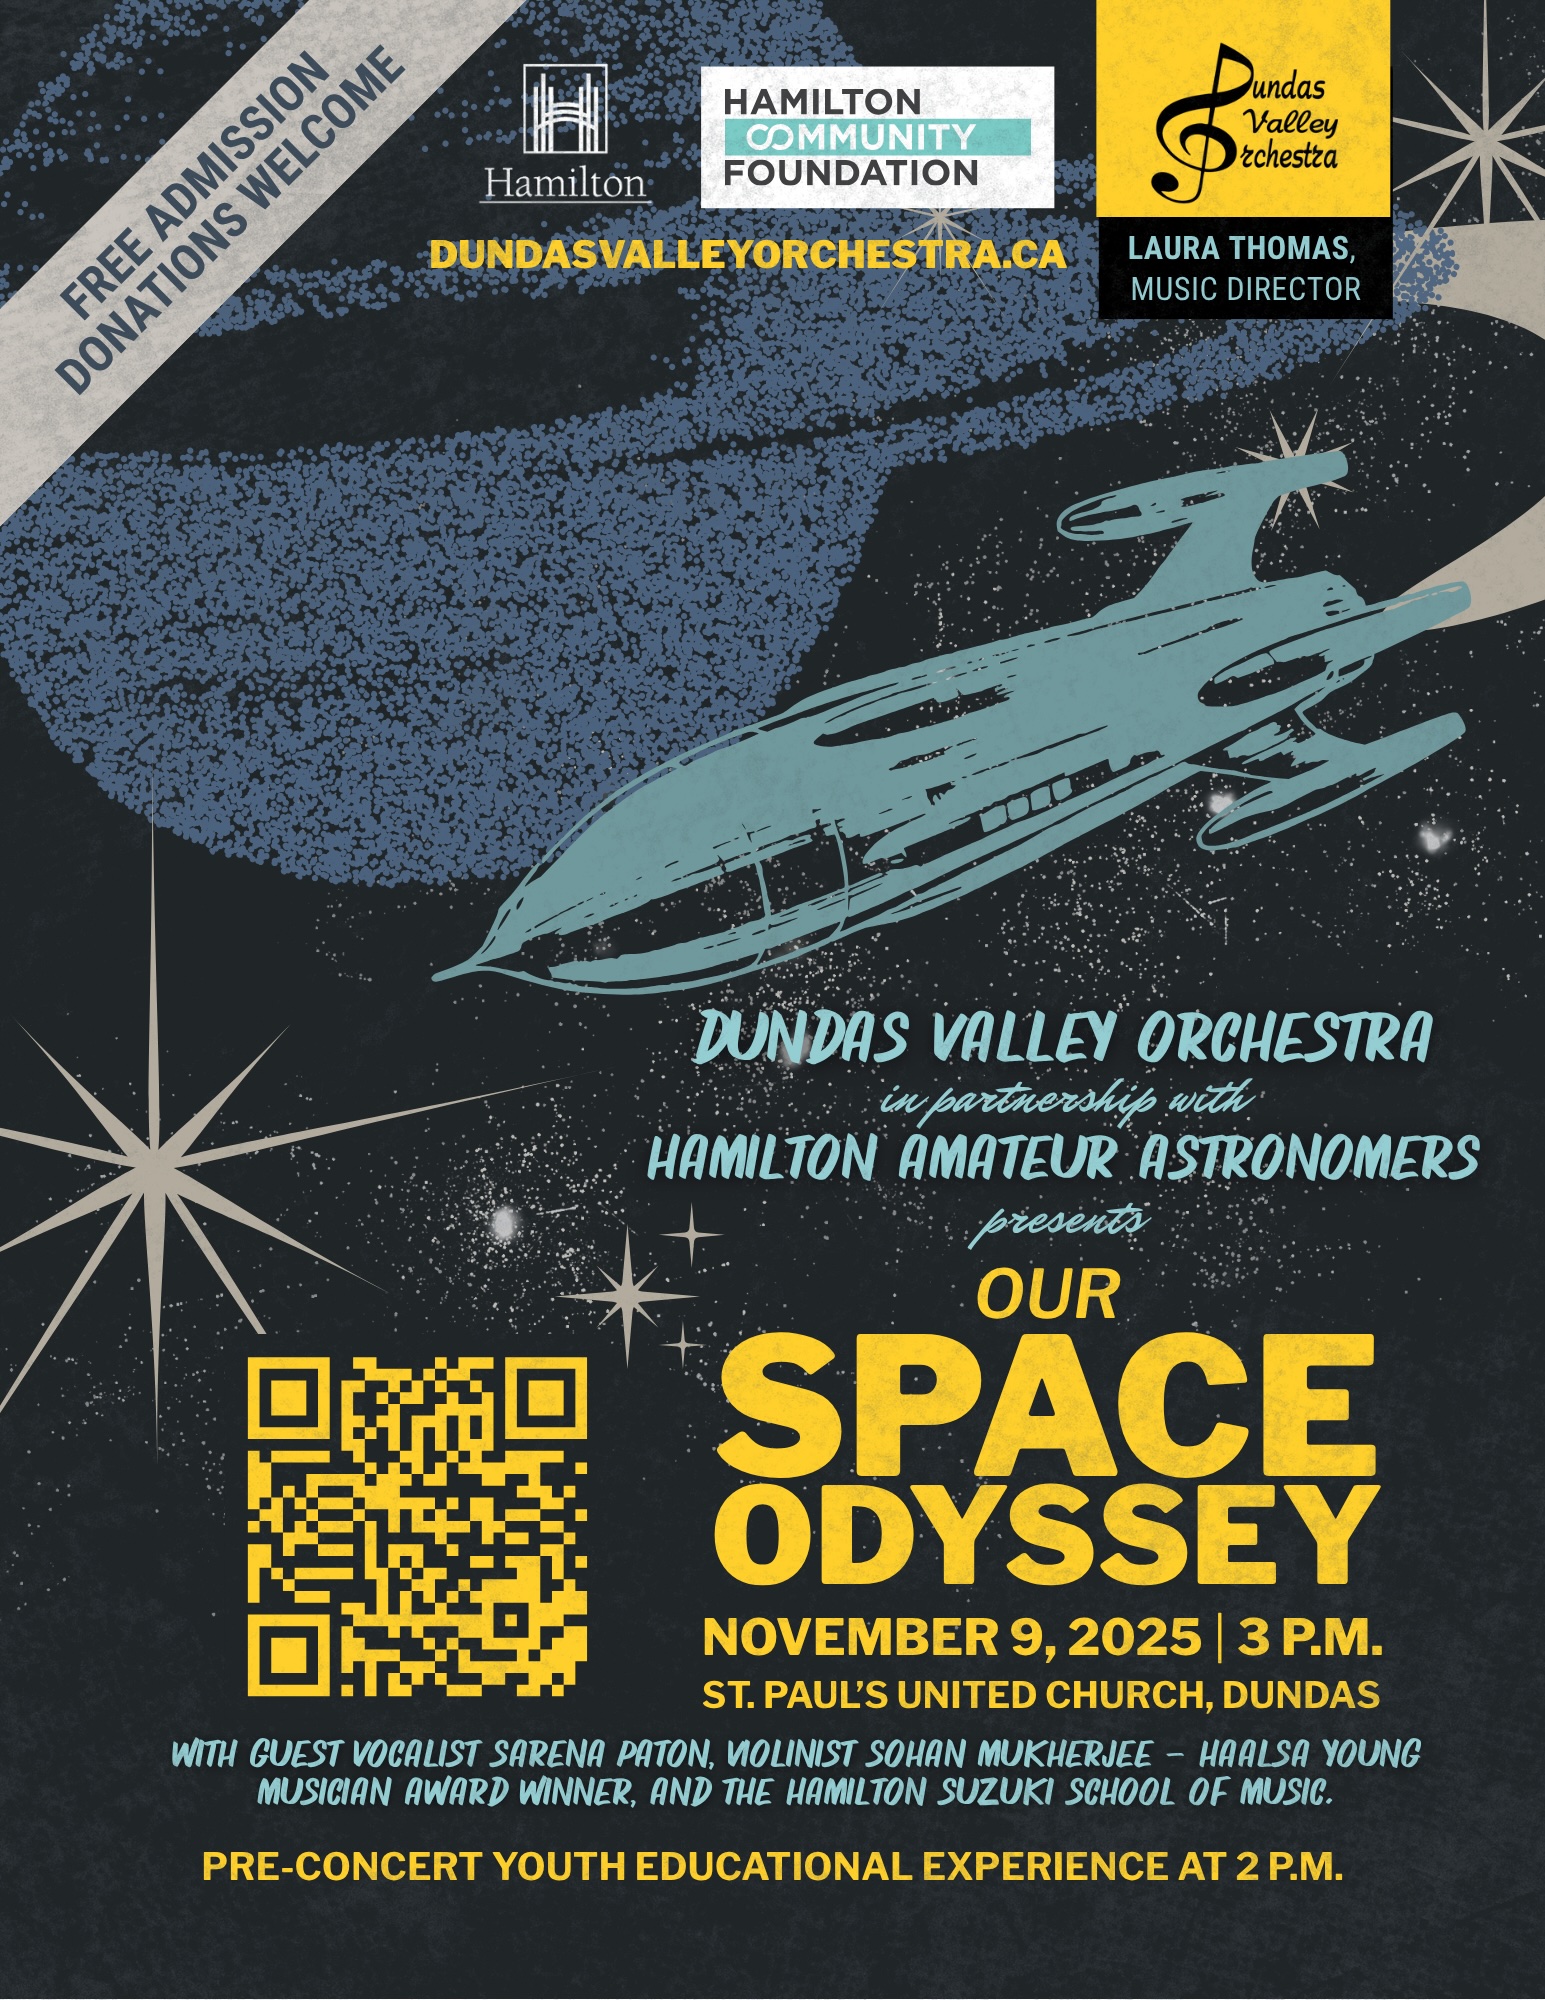 FREE ADMISSION
DONATIONS WELCOME
Hamilton
HAMILTON
COMMUNITY
FOUNDATION
Dundas
Valley
Orchestra
DUNDASVALLEYORCHESTRA.CA
LAURA THOMAS,
MUSIC DIRECTOR
DUNDAS VALLEY ORCHESTRA
in partnership with
HAMILTON AMATEUR ASTRONOMERS
presents
OUR
SPACE
ODYSSEY
NOVEMBER 9, 2025 | 3 P.M.
ST. PAUL'S UNITED CHURCH, DUNDAS
WITH GUEST VOCALIST SARENA PATON, VIOLINIST SOHAN MUKHERJEE – HAALSA YOUNG
MUSICIAN AWARD WINNER, AND THE HAMILTON SUZUKI SCHOOL OF MUSIC.
PRE-CONCERT YOUTH EDUCATIONAL EXPERIENCE AT 2 P.M.